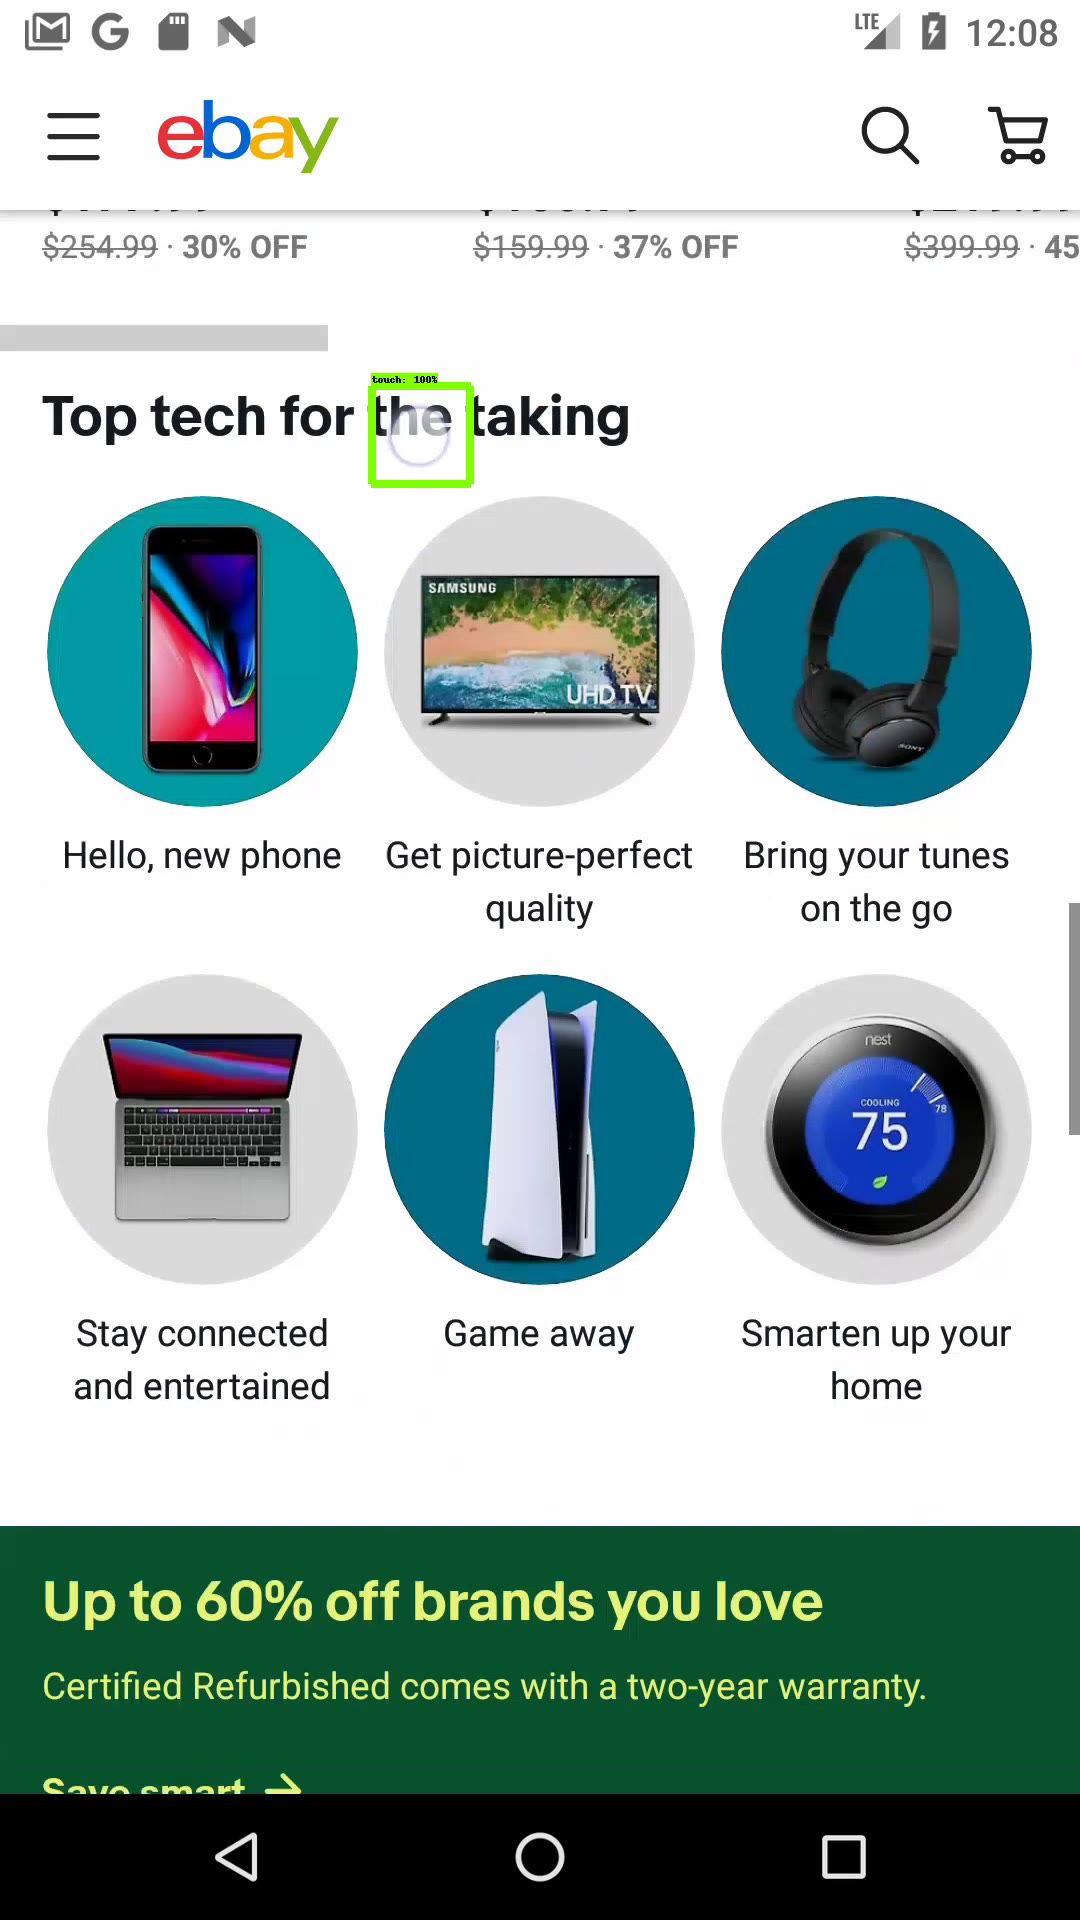 LTE 12:08
ebay
$254.99 · 30% OFF $159.99 · 37% OFF $399.99 · 45
touch: 100%
Top tech for the taking
SAMSUNG
UHD TV
SONY
Hello, new phone
Get picture-perfect
quality
Bring your tunes
on the go
nest
COOLING
78
75
Stay connected
and entertained
Game away
Smarten up your
home
Up to 60% off brands you love
Certified Refurbished comes with a two-year warranty.
Save smart